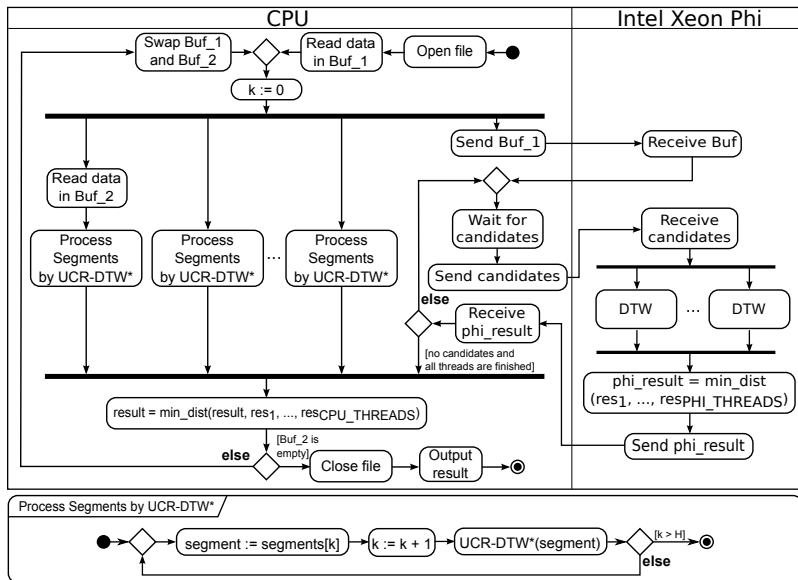 CPU
Intel Xeon Phi
Swap Buf_1
and Buf_2
Read data
in Buf_1
Open file
k := 0
Send Buf_1
Receive Buf
Read data
in Buf_2
Wait for
candidates
Receive
candidates
Process
Segments
by UCR-DTW*
Process
Segments
by UCR-DTW*
...
Process
Segments
by UCR-DTW*
Send candidates
else
DTW
...
DTW
Receive
phi_result
[no candidates and
all threads are finished]
phi_result = min_dist
(res1, ..., resPHI_THREADS)
result = min_dist(result, res1, ..., resCPU_THREADS)
Send phi_result
[Buf_2 is
empty]
else
Close file
Output
result
Process Segments by UCR-DTW*
segment := segments[k]
k := k + 1
UCR-DTW*(segment)
[k > H]
else